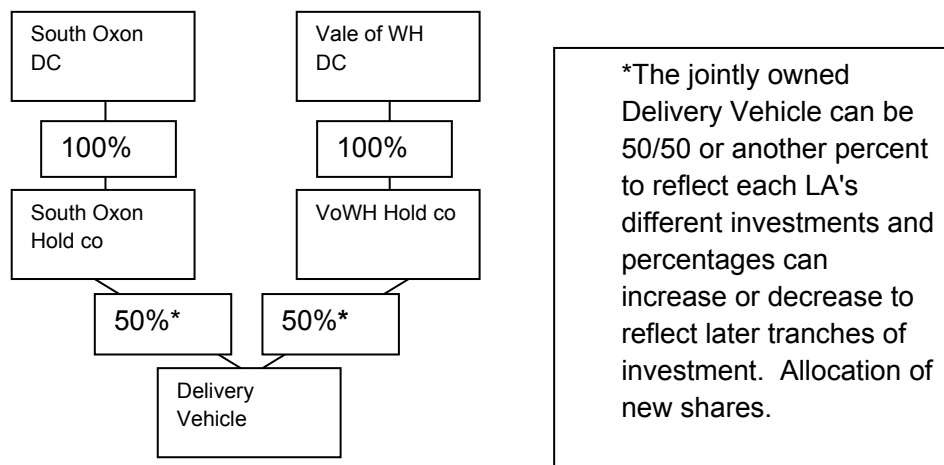 South Oxon
DC
Vale of WH
DC
100%
100%
South Oxon
Hold co
VoWH Hold co
50%*
50%*
Delivery
Vehicle
*The jointly owned
Delivery Vehicle can be
50/50 or another percent
to reflect each LA's
different investments and
percentages can
increase or decrease to
reflect later tranches of
investment.  Allocation of
new shares.